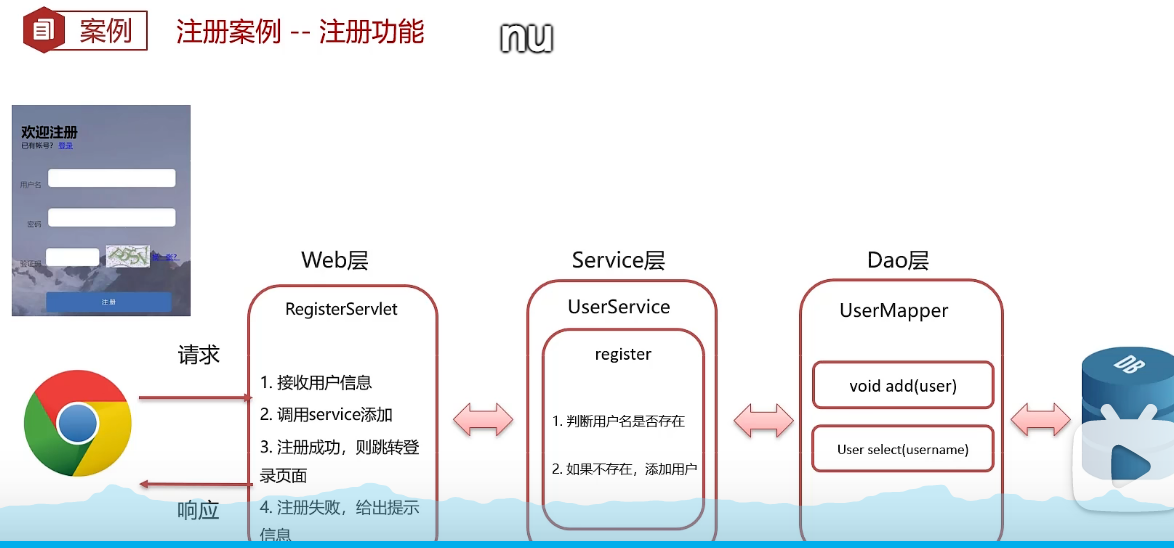 案例
注册案例 -- 注册功能
nu
欢迎注册
已有帐号? 登录
用户名
密码
验证码
注册
Web层
Service层
Dao层
RegisterServlet
UserService
UserMapper
register
请求
1. 接收用户信息
2. 调用service添加
3. 注册成功，则跳转登
录页面
4. 注册失败，给出提示
信息
响应
1. 判断用户名是否存在
2. 如果不存在，添加用户
void add(user)
User select(username)
DB